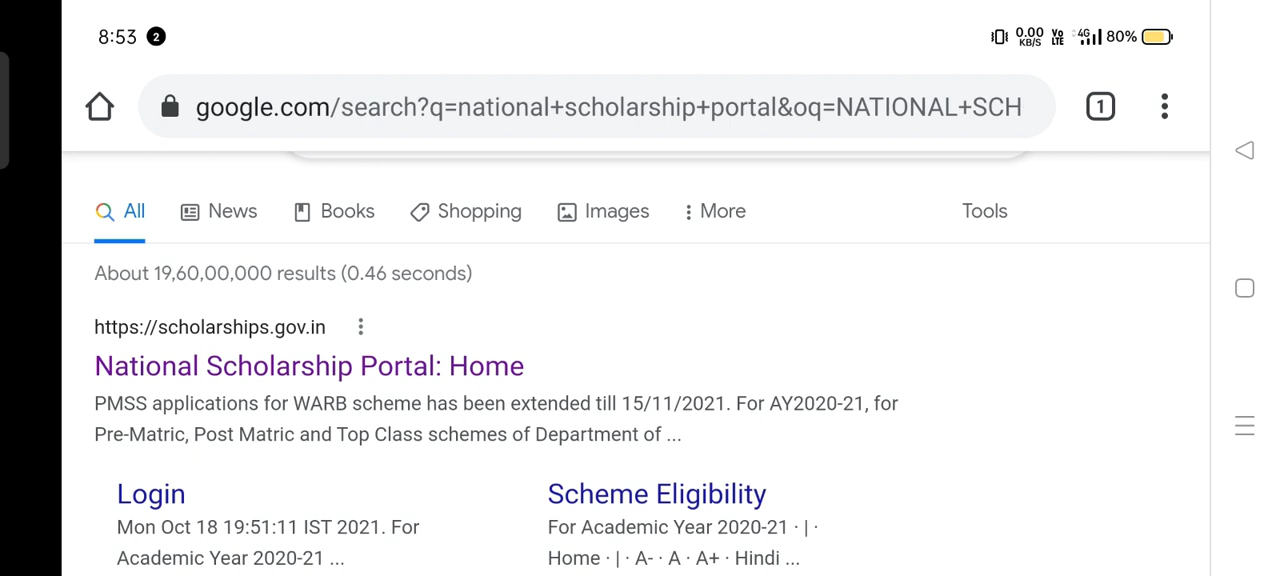 8:53 2 0.00 KB/S Vo LTE 4G 80%
google.com/search?q=national+scholarship+portal&oq=NATIONAL+SCH 1
All News Books Shopping Images More Tools
About 19,60,00,000 results (0.46 seconds)
https://scholarships.gov.in
National Scholarship Portal: Home
PMSS applications for WARB scheme has been extended till 15/11/2021. For AY2020-21, for
Pre-Matric, Post Matric and Top Class schemes of Department of ...
Login
Mon Oct 18 19:51:11 IST 2021. For
Academic Year 2020-21 ...
Scheme Eligibility
For Academic Year 2020-21 · | ·
Home · | · A- · A · A+ · Hindi ...